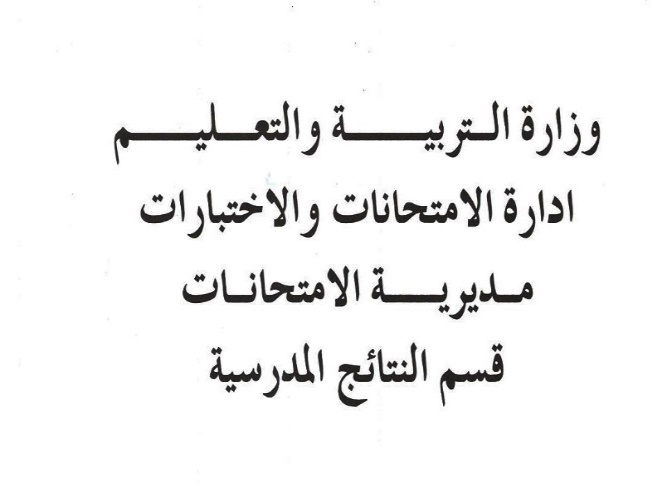 وزارة التربية والتعليم
ادارة الامتحانات والاختبارات
مديرية الامتحانات
قسم النتائج المدرسية